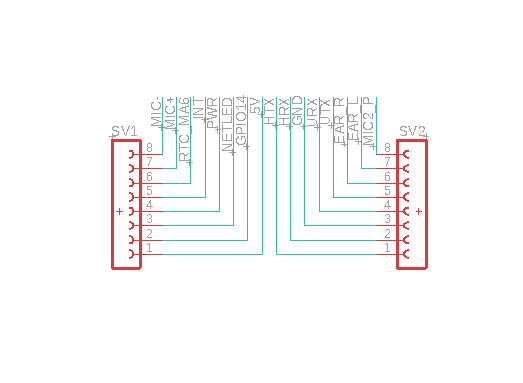 MIC-
MIC+
RTC_MA6
INT
PWR
NETLED
GPIO14
5V
HTX
HRX
GND
URX
UTX
EAR_R
EAR_L
MIC2_P
SV1
8
7
6
5
4
3
2
1
SV2
8
7
6
5
4
3
2
1